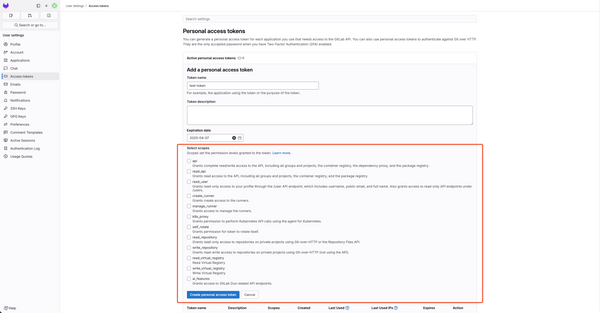 User Settings
Access tokens
Search or go to...
User settings
Profile
Account
Applications
Chat
Access tokens
Emails
Password
Notifications
SSH Keys
GPG Keys
Preferences
Comment Templates
Active Sessions
Authentication Log
Usage Quotas
Help
Search settings
Personal access tokens
You can generate a personal access token for each application you use that needs access to the GitLab API. You can also use personal access tokens to authenticate against Git over HTTP.
They are the only accepted password when you have Two-Factor Authentication (2FA) enabled.
Active personal access tokens 0
Add a personal access token
Token name
test token
For example, the application using the token or the purpose of the token.
Token description
Expiration date
Select scopes
Scopes set the permission levels granted to the token. Learn more.
api
Grants complete read/write access to the API, including all groups and projects, the container registry, the dependency proxy, and the package registry.
read_api
Grants read access to the API, including all groups and projects, the container registry, and the package registry.
read_user
Grants read-only access to your profile through the /user API endpoint, which includes username, public email, and full name. Also grants access to read-only API endpoints under
/users.
create_runner
Grants create access to the runners.
manage_runner
Grants access to manage the runners.
k8s_proxy
Grants permission to perform Kubernetes API calls using the agent for Kubernetes.
self_rotate
Grants permission for token to rotate itself.
read_repository
Grants read-only access to repositories on private projects using Git-over-HTTP or the Repository Files API.
write_repository
Grants read-write access to repositories on private projects using Git-over-HTTP (not using the API).
read_virtual_registry
Read Virtual Registry
write_virtual_registry
Write Virtual Registry
ai_features
Grants access to GitLab Duo related API endpoints.
Create personal access token
Cancel
Token name Description Scopes Created Last Used Last Used IPs Expires Action